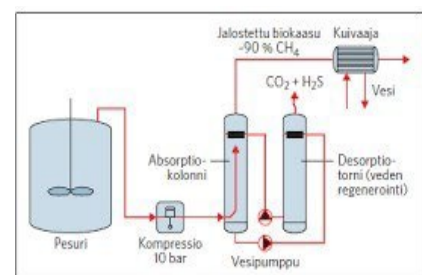 Jalostettu biokaasu
~90 % CH4
Kuivaaja
CO2 + H2S
Vesi
Absorptio-
kolonni
Desorptio-
torni (veden
regenerointi)
Pesuri
Kompressio
10 bar
Vesipumppu